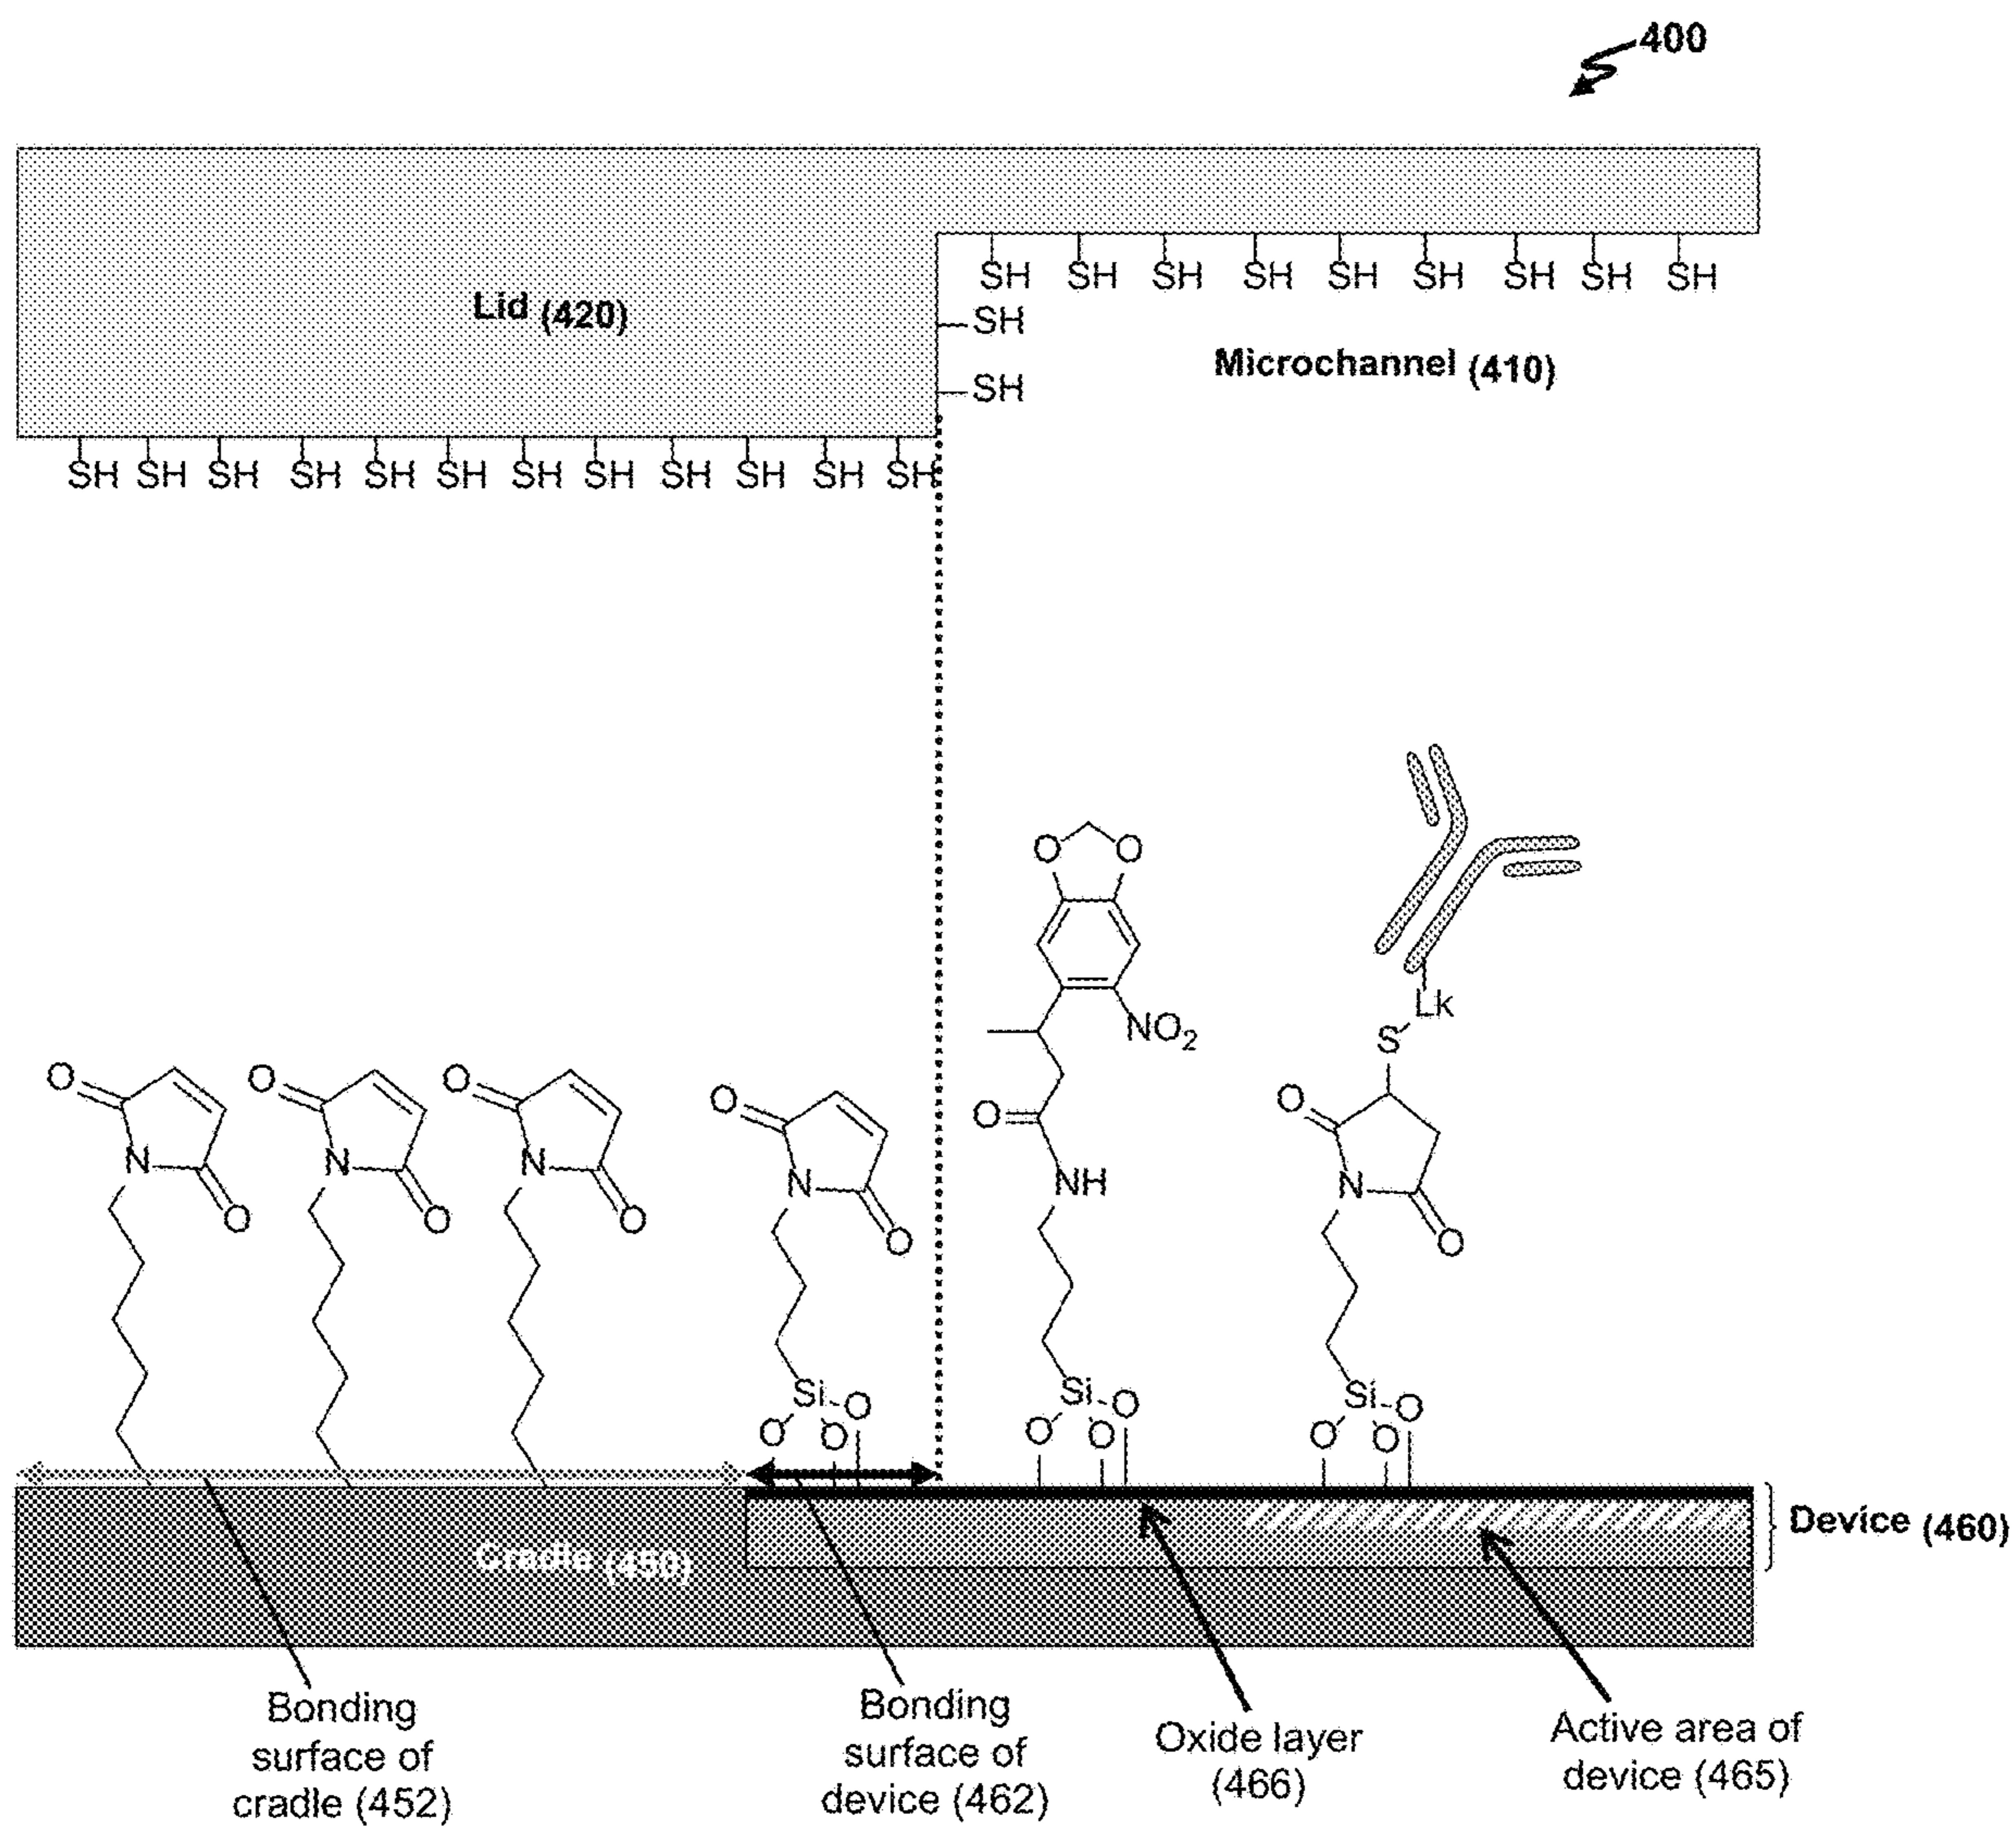 400
SH SH SH SH SH SH SH SH SH
Lid (420)
SH
Microchannel (410)
SH
SH SH SH SH SH SH SH SH SH SH SH SH
O O
NO2
Lk
S
O O O O O O
N N N N NH N
O O O O O
Si O Si O Si O
O O O O O O
Cradle (450)
Device (460)
Bonding
surface of
cradle (452)
Bonding
surface of
device (462)
Oxide layer
(466)
Active area of
device (465)